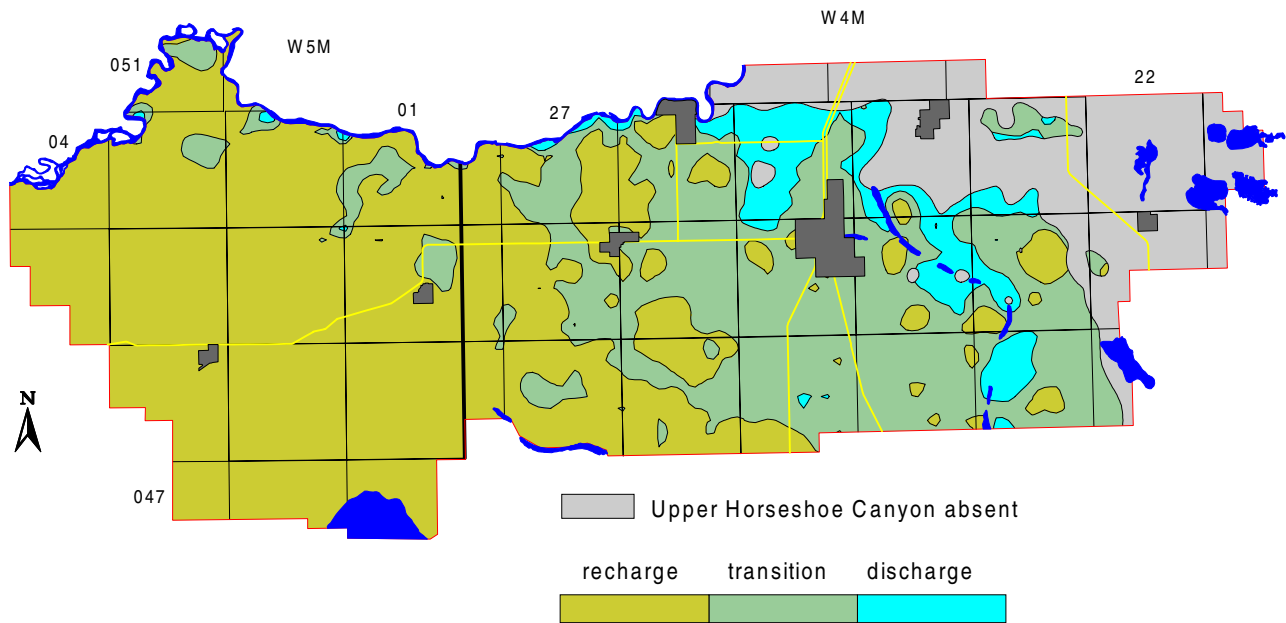 W4M
W5M
051
22
01
27
04
N
047
Upper Horseshoe Canyon absent
recharge transition discharge